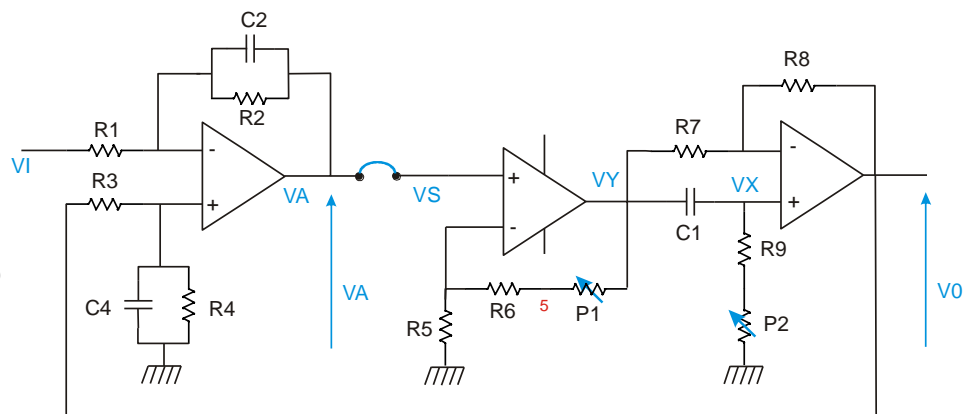 C2
R8
R2
R1
R7
VI
-
-
R3
VA
VS
+
VY
VX
+
-
+
C1
R9
C4
R4
VA
R6
5
P1
R5
P2
V0